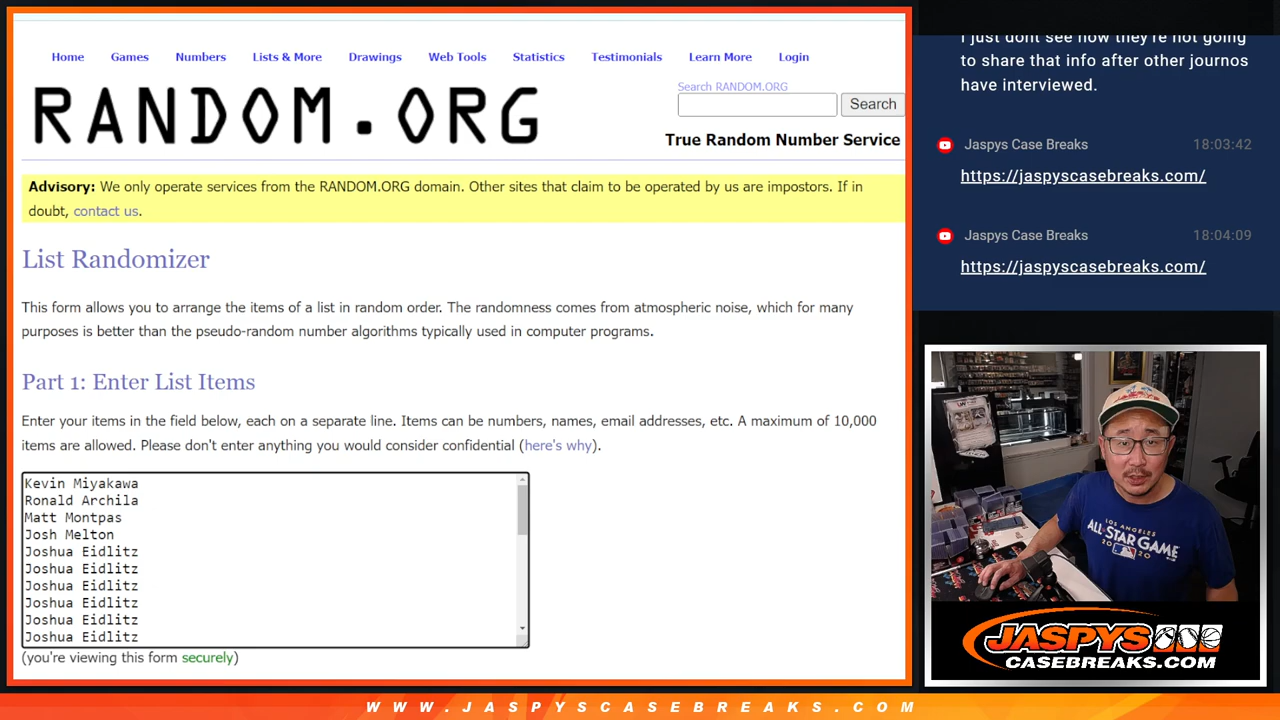 Home Games Numbers Lists & More Drawings Web Tools Statistics Testimonials Learn More Login
RANDOM.ORG
Search RANDOM.ORG
Search
True Random Number Service
Advisory: We only operate services from the RANDOM.ORG domain. Other sites that claim to be operated by us are impostors. If in
doubt, contact us.
List Randomizer
This form allows you to arrange the items of a list in random order. The randomness comes from atmospheric noise, which for many
purposes is better than the pseudo-random number algorithms typically used in computer programs.
Part 1: Enter List Items
Enter your items in the field below, each on a separate line. Items can be numbers, names, email addresses, etc. A maximum of 10,000
items are allowed. Please don't enter anything you would consider confidential (here's why).
Kevin Miyakawa
Ronald Archila
Matt Montpas
Josh Melton
Joshua Eidlitz
Joshua Eidlitz
Joshua Eidlitz
Joshua Eidlitz
Joshua Eidlitz
Joshua Eidlitz
(you're viewing this form securely)
I just dont see how they're not going
to share that info after other journos
have interviewed.
Jaspys Case Breaks 18:03:42
https://jaspyscasebreaks.com/
Jaspys Case Breaks 18:04:09
https://jaspyscasebreaks.com/
LOS ANGELES
ALL-STAR GAME
2020
JASPYS
CASEBREAKS.COM
WWW.JASPYSCASEBREAKS.COM